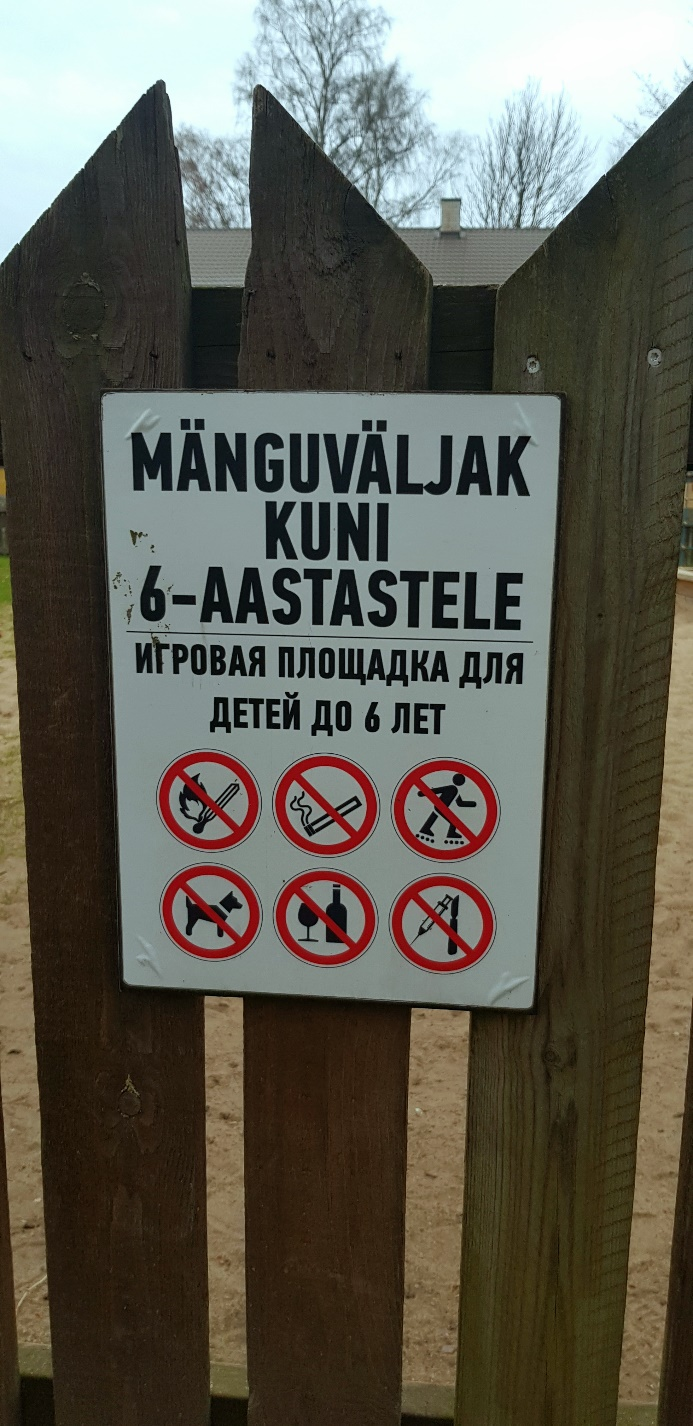 MÄNGUVÄLJAK
KUNI
6-AASTASTELE
ИГРОВАЯ ПЛОЩАДКА ДЛЯ
ДЕТЕЙ ДО 6 ЛЕТ